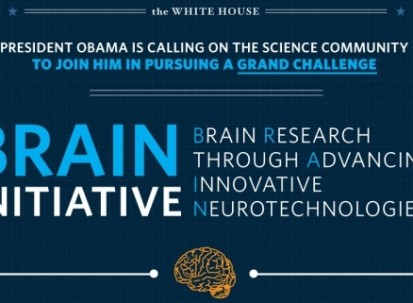 the WHITE HOUSE
PRESIDENT OBAMA IS CALLING ON THE SCIENCE COMMUNITY
TO JOIN HIM IN PURSUING A GRAND CHALLENGE
BRAIN
INITIATIVE
BRAIN RESEARCH
THROUGH ADVANCIN
INNOVATIVE
NEUROTECHNOLOGIE